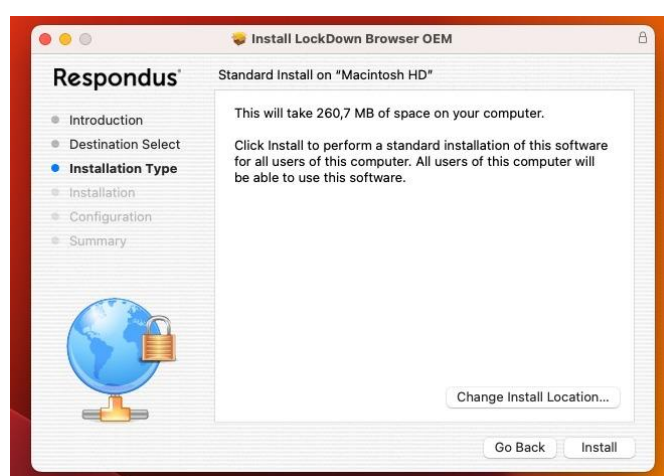 Install LockDown Browser OEM
Respondus'
Standard Install on "Macintosh HD"
Introduction
Destination Select
Installation Type
Installation
Configuration
Summary
This will take 260,7 MB of space on your computer.
Click Install to perform a standard installation of this software
for all users of this computer. All users of this computer will
be able to use this software.
Change Install Location...
Go Back
Install